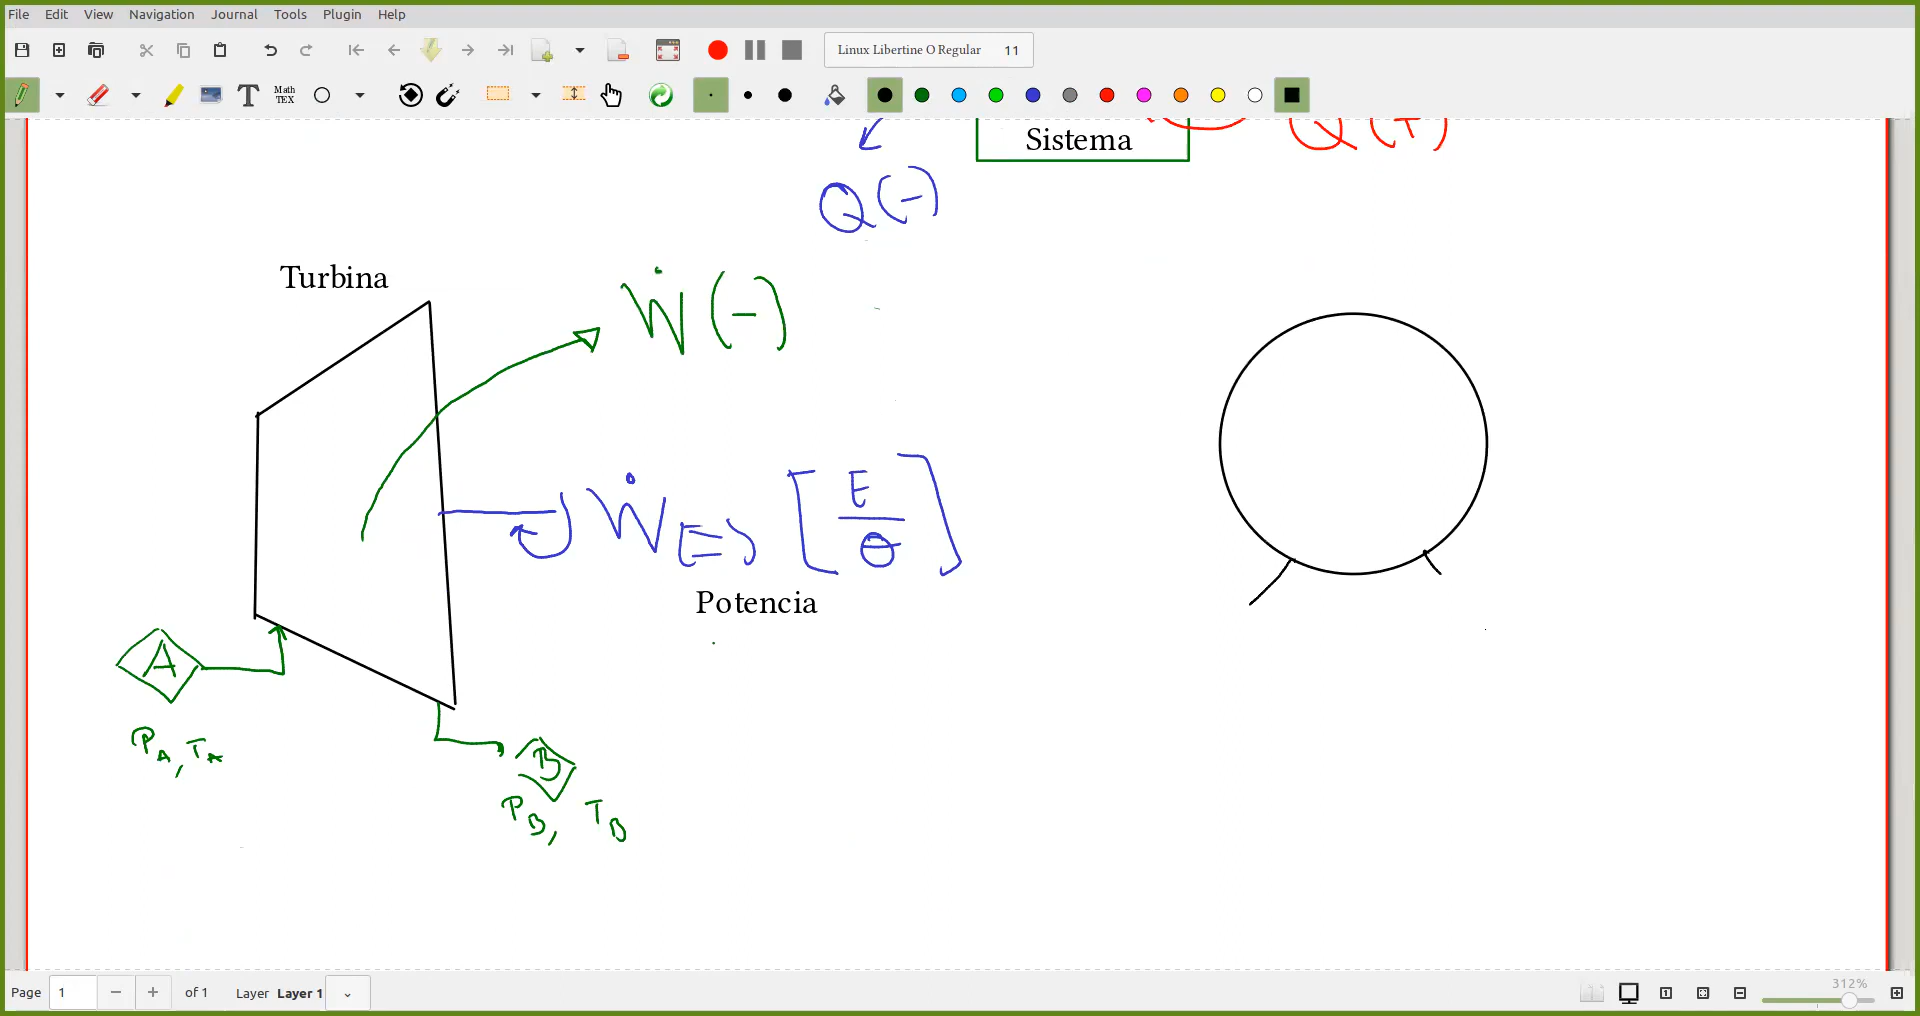 File Edit View Navigation Journal Tools Plugin Help
Linux Libertine O Regular 11
T Math TEX
Sistema
Q (+)
Q (-)
Turbina
Ẇ (-)
Ẇ [=] [E/θ]
Potencia
A
P_A, T_A
B
P_B, T_B
312%
Page 1 of 1 Layer Layer 1